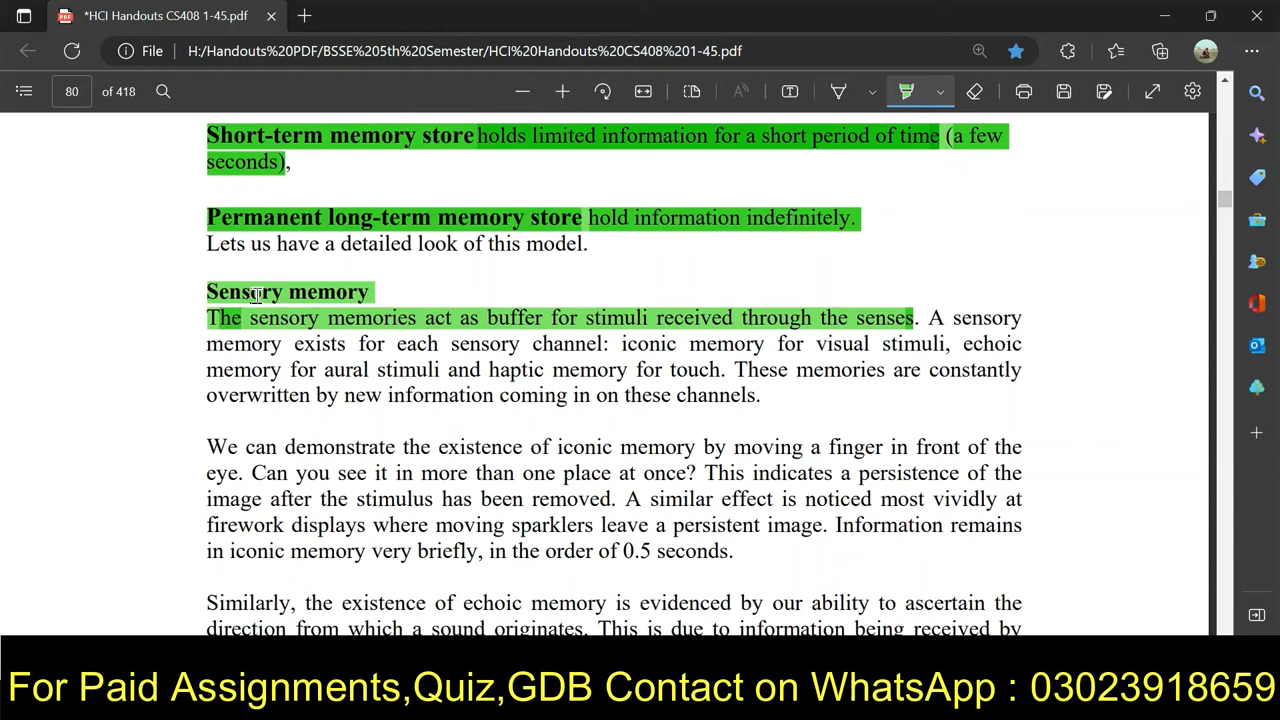 *HCI Handouts CS408 1-45.pdf
File H:/Handouts%20PDF/BSSE%205th%20Semester/HCI%20Handouts%20CS408%201-45.pdf
80 of 418
Short-term memory store holds limited information for a short period of time (a few
seconds),
Permanent long-term memory store hold information indefinitely.
Lets us have a detailed look of this model.
Sensory memory
The sensory memories act as buffer for stimuli received through the senses. A sensory
memory exists for each sensory channel: iconic memory for visual stimuli, echoic
memory for aural stimuli and haptic memory for touch. These memories are constantly
overwritten by new information coming in on these channels.
We can demonstrate the existence of iconic memory by moving a finger in front of the
eye. Can you see it in more than one place at once? This indicates a persistence of the
image after the stimulus has been removed. A similar effect is noticed most vividly at
firework displays where moving sparklers leave a persistent image. Information remains
in iconic memory very briefly, in the order of 0.5 seconds.
Similarly, the existence of echoic memory is evidenced by our ability to ascertain the
direction from which a sound originates. This is due to information being received by
For Paid Assignments,Quiz,GDB Contact on WhatsApp : 03023918659